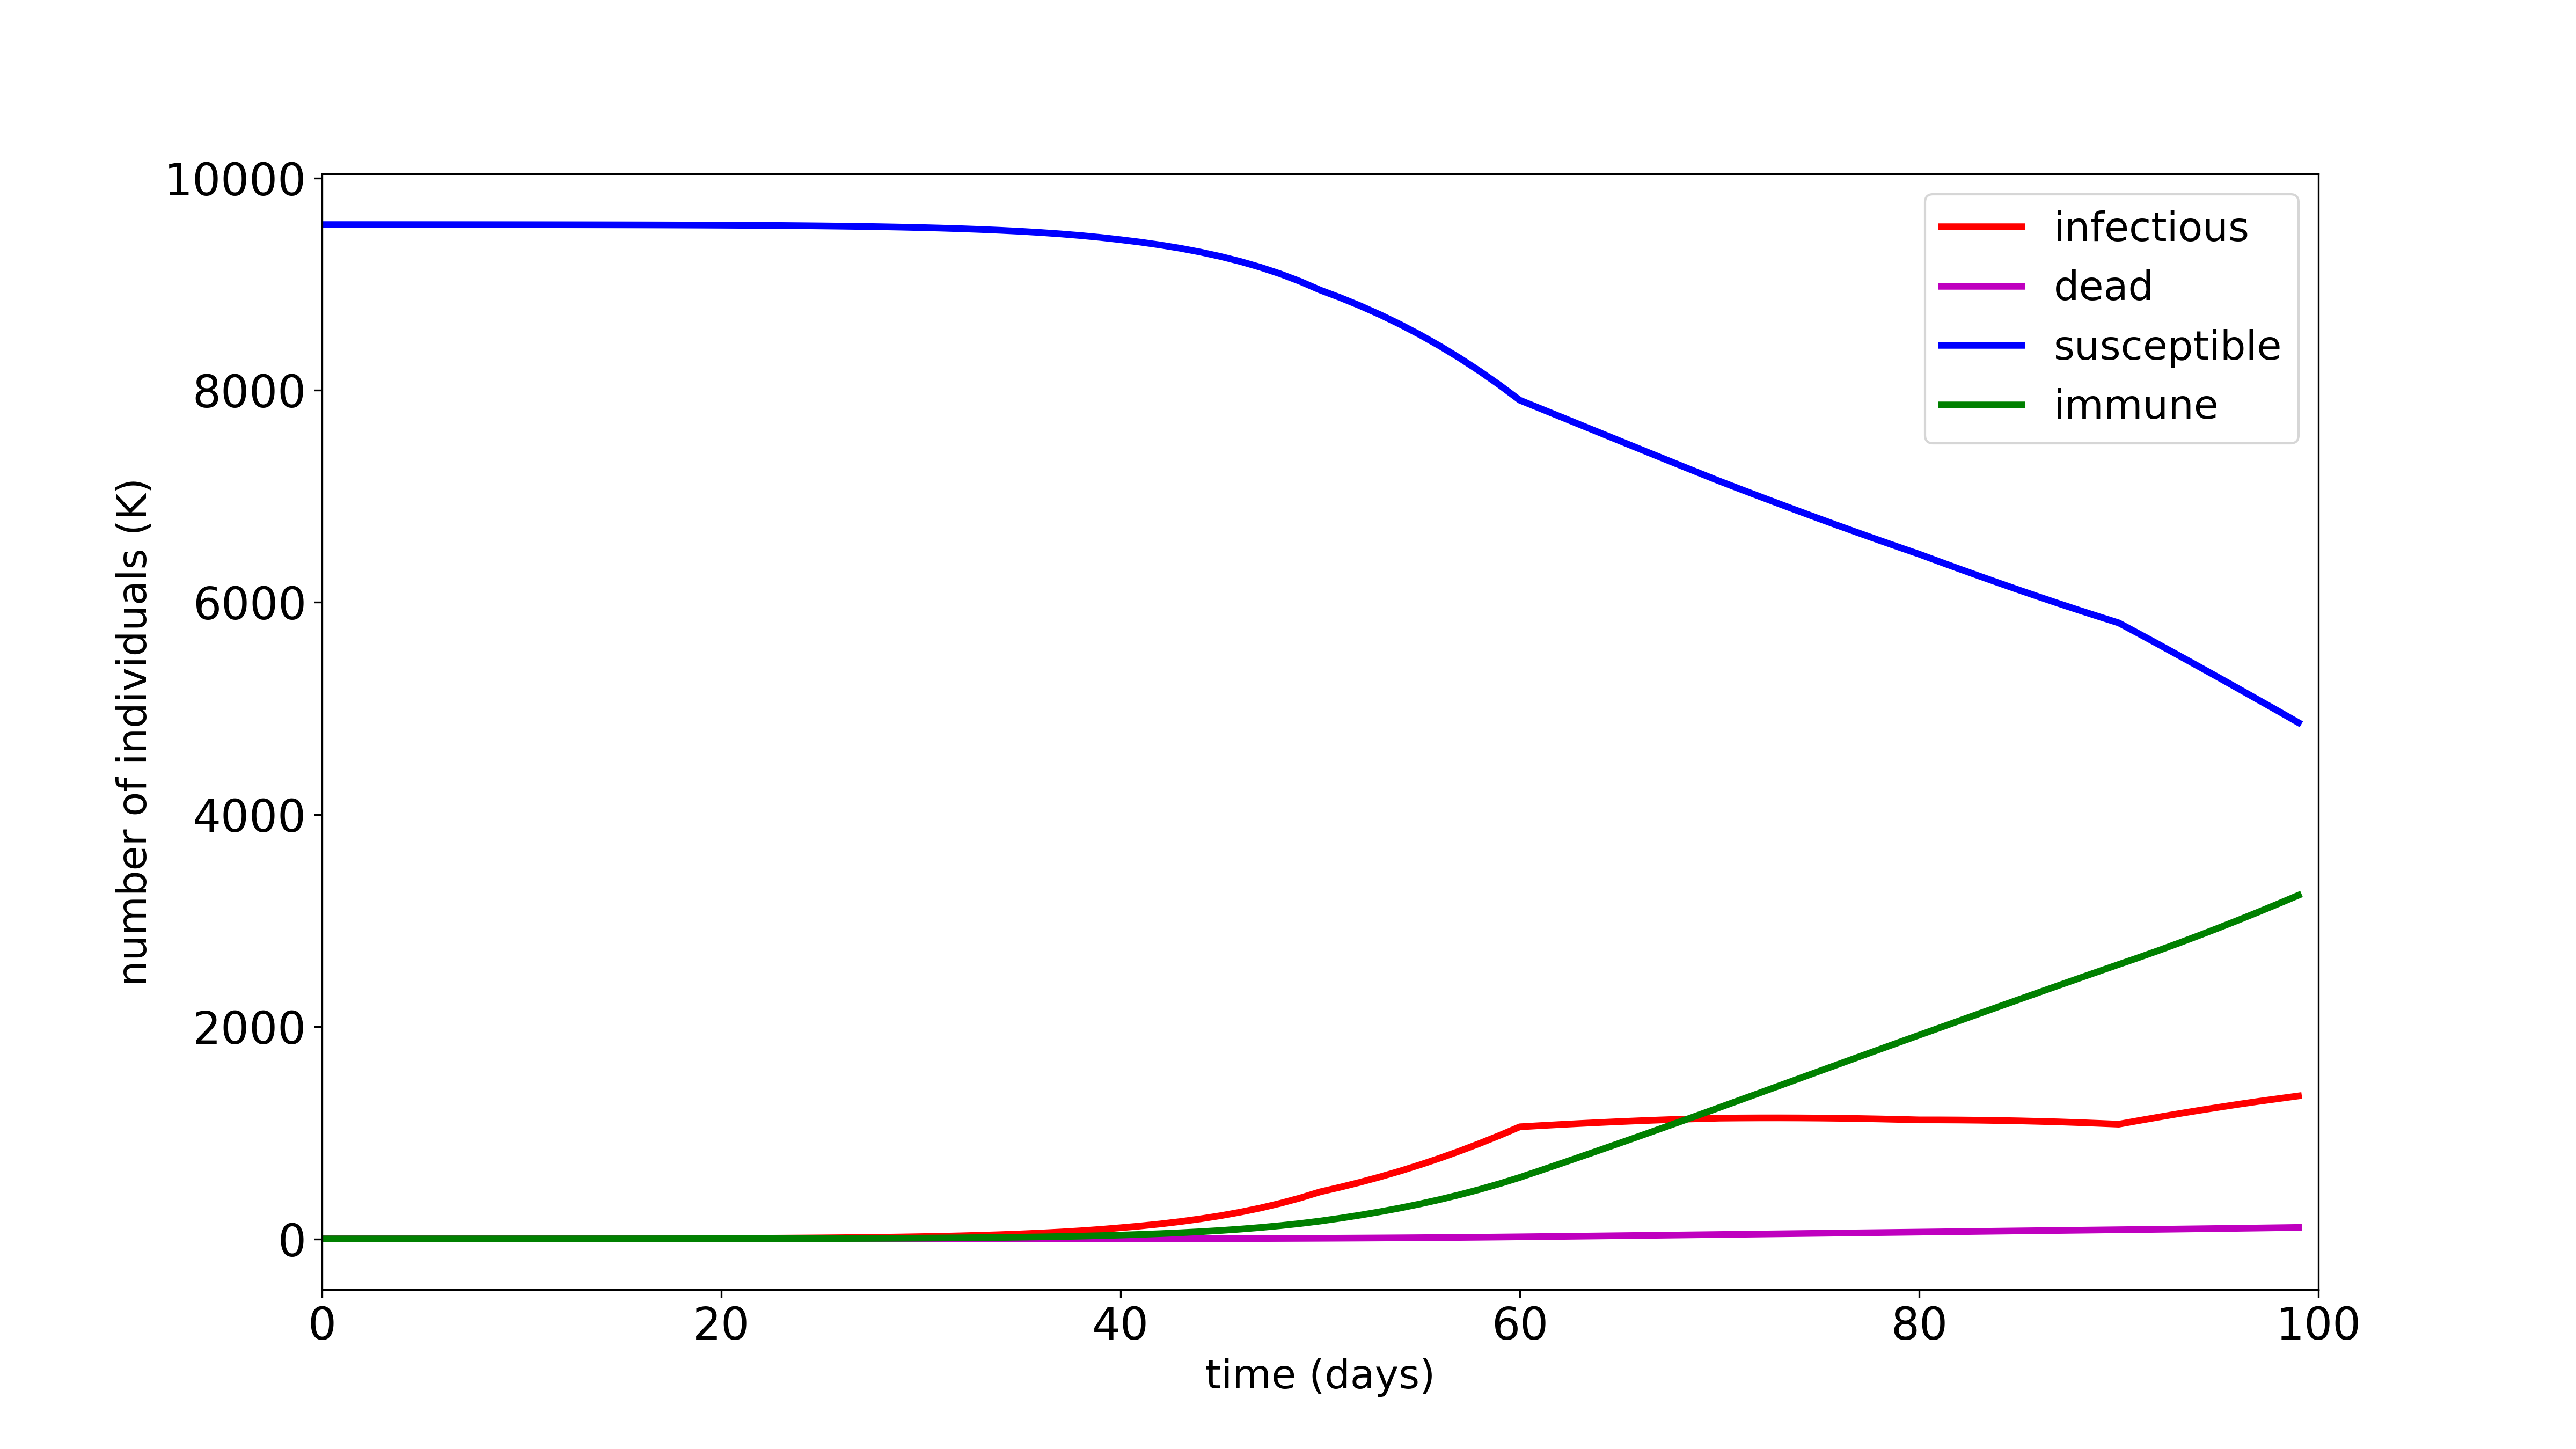 10000
8000
6000
4000
2000
0
number of individuals (K)
infectious
dead
susceptible
immune
0 20 40 60 80 100
time (days)